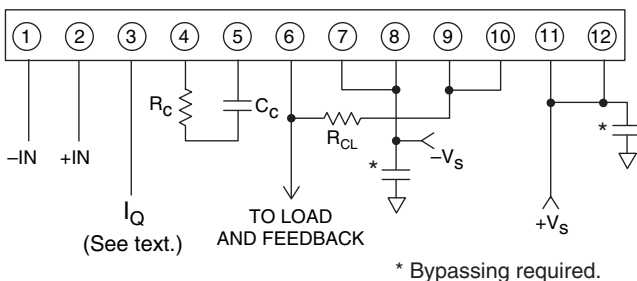 1 2 3 4 5 6 7 8 9 10 11 12
R_C C_C
R_CL
–IN +IN
–V_S
*
*
I_Q
(See text.)
TO LOAD
AND FEEDBACK
+V_S
* Bypassing required.